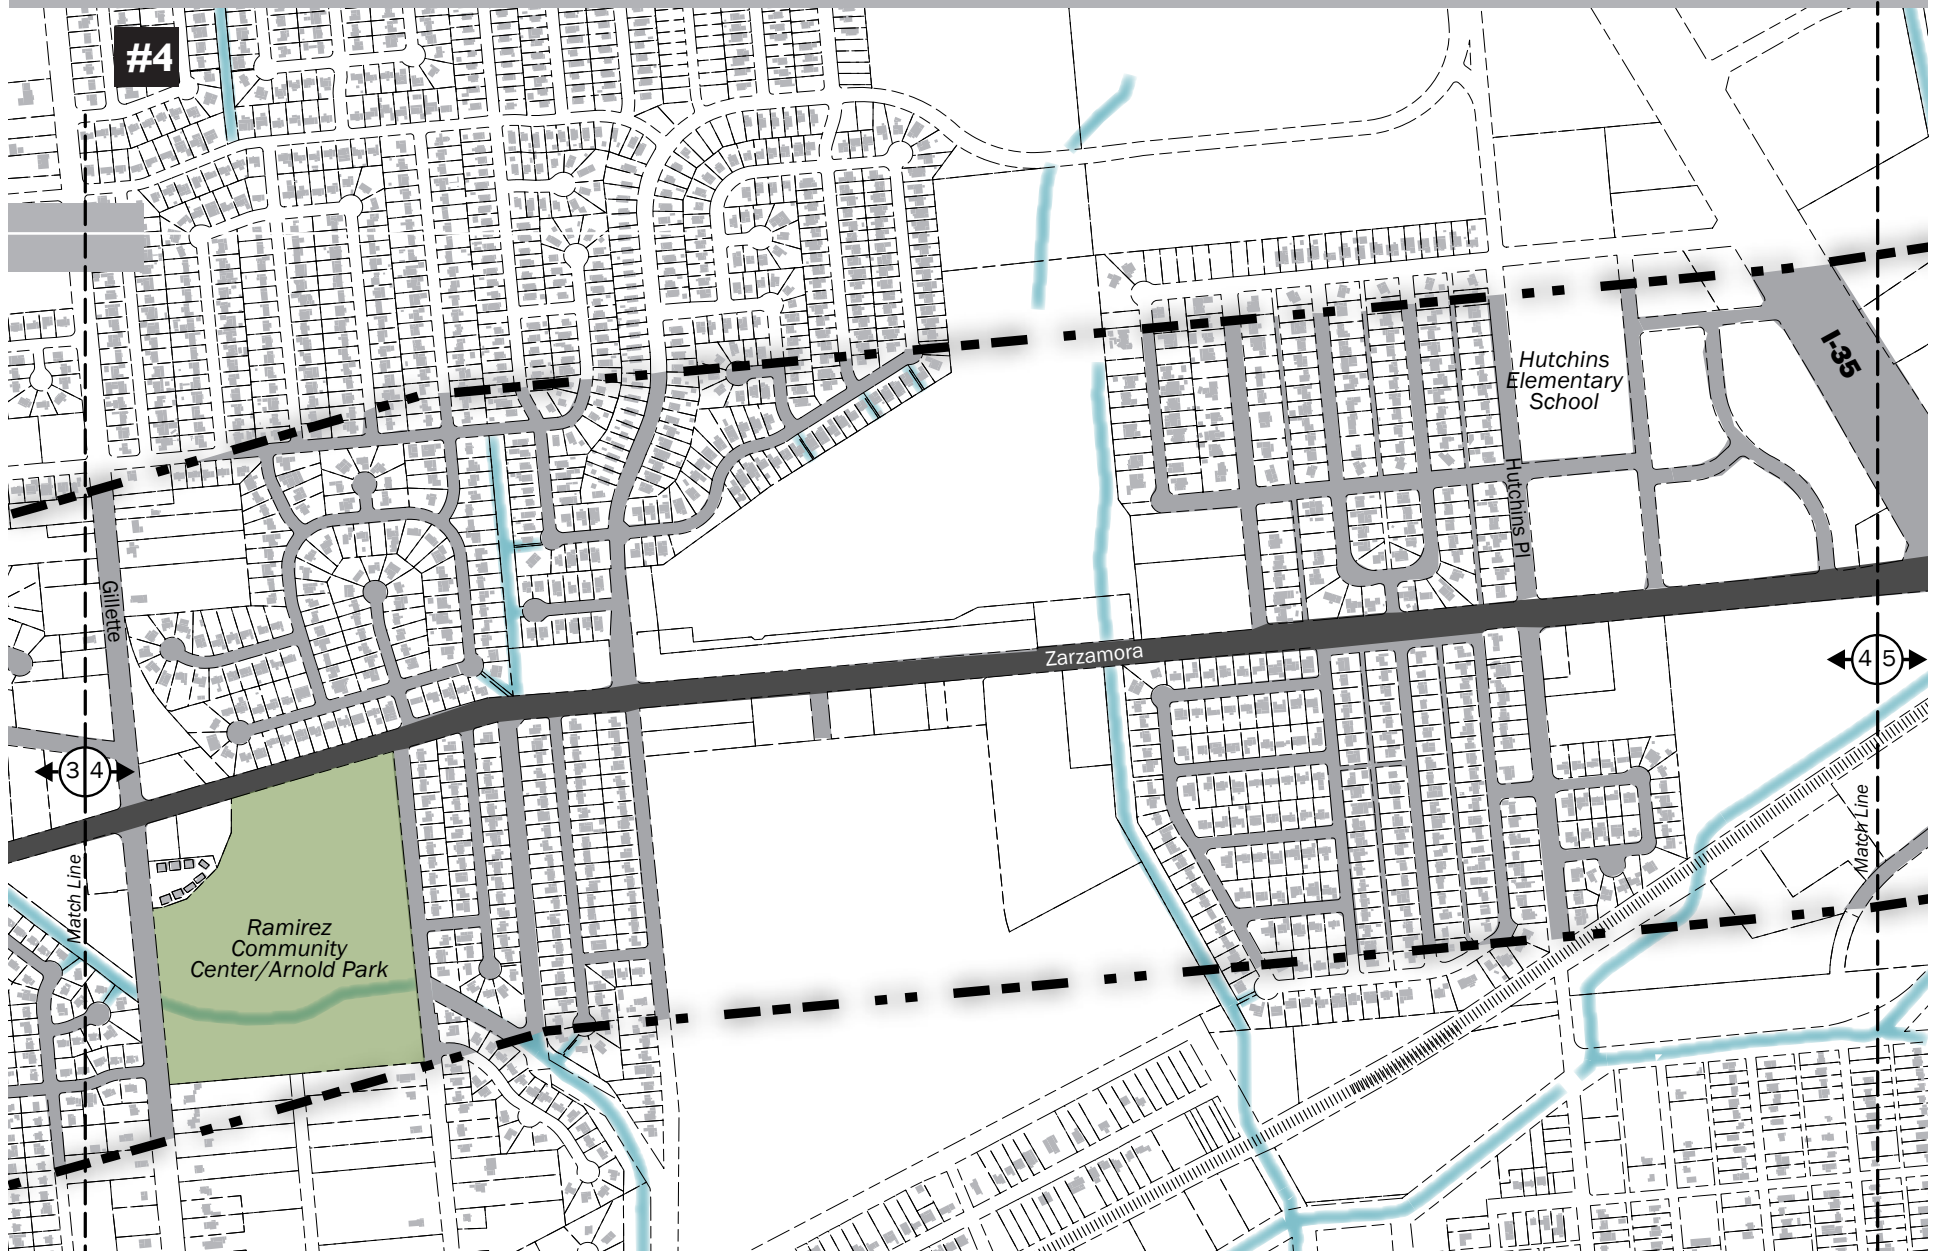 #4
I-35
Hutchins
Elementary
School
Hutchins Pl
Gillette
Zarzamora
4 5
3 4
Match Line
Match Line
Ramirez
Community
Center/Arnold Park